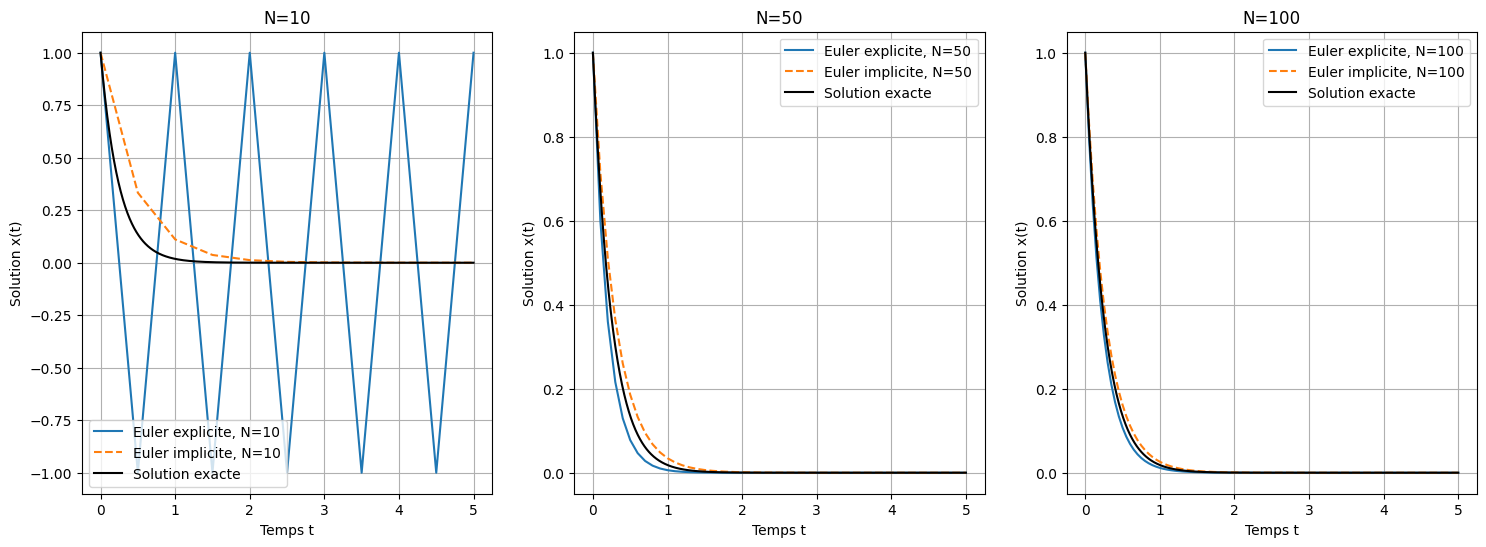 N=10
1.00
0.75
0.50
0.25
0.00
−0.25
−0.50
−0.75
−1.00
Solution x(t)
Euler explicite, N=10
Euler implicite, N=10
Solution exacte
0 1 2 3 4 5
Temps t
N=50
1.0
0.8
0.6
0.4
0.2
0.0
Solution x(t)
Euler explicite, N=50
Euler implicite, N=50
Solution exacte
0 1 2 3 4 5
Temps t
N=100
1.0
0.8
0.6
0.4
0.2
0.0
Solution x(t)
Euler explicite, N=100
Euler implicite, N=100
Solution exacte
0 1 2 3 4 5
Temps t